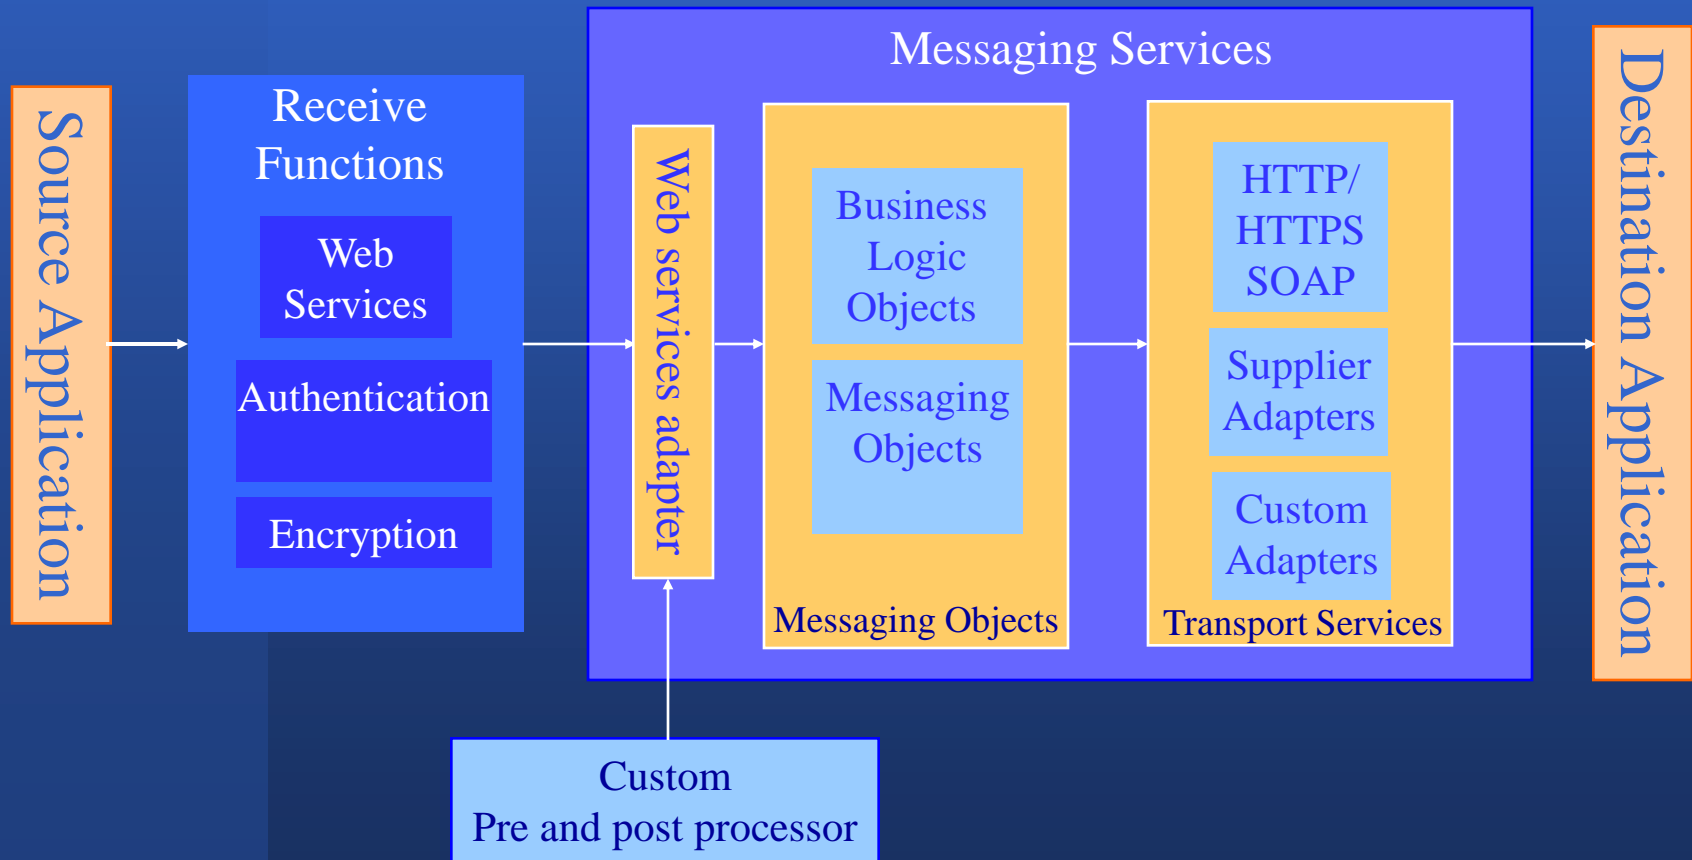 Source Application
Receive
Functions
Web
Services
Authentication
Encryption
Messaging Services
Web services adapter
Business
Logic
Objects
Messaging
Objects
Messaging Objects
HTTP/
HTTPS
SOAP
Supplier
Adapters
Custom
Adapters
Transport Services
Destination Application
Custom
Pre and post processor